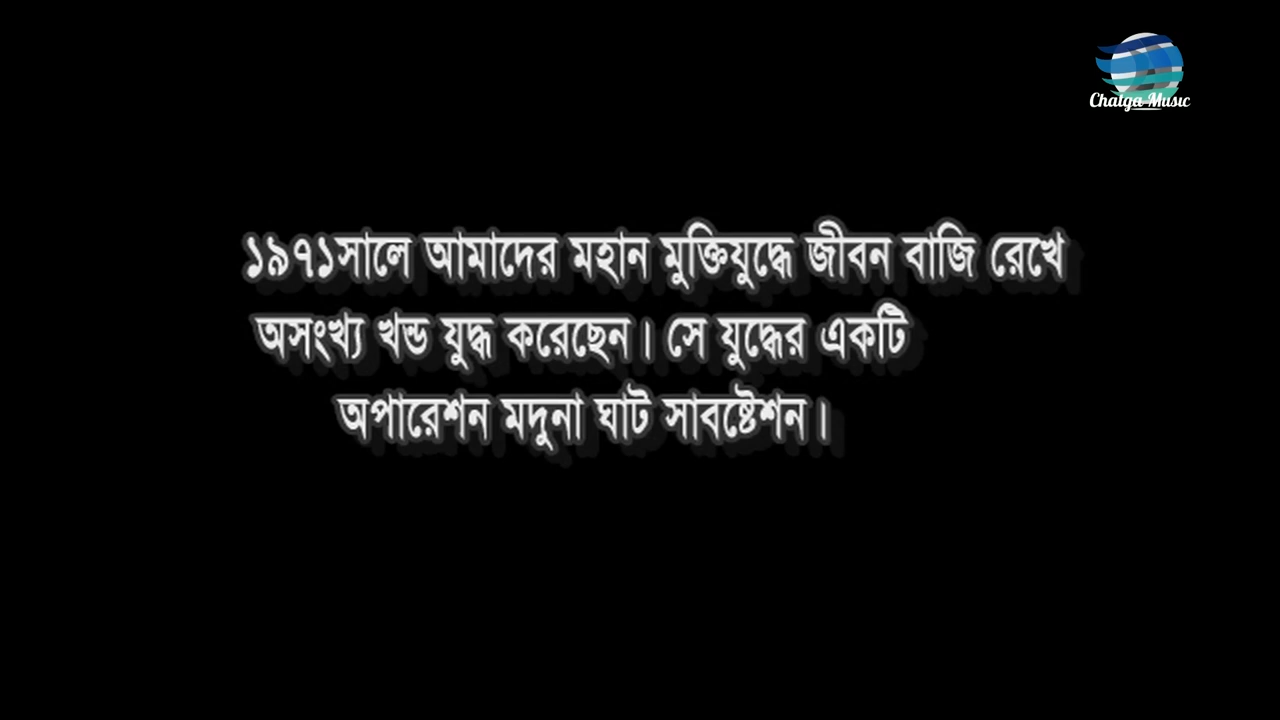 Chatga Music
১৯৭১সালে আমাদের মহান মুক্তিযুদ্ধে জীবন বাজি রেখে
অসংখ্য খন্ড যুদ্ধ করেছেন। সে যুদ্ধের একটি
অপারেশন মদুনা ঘাট সাবষ্টেশন।